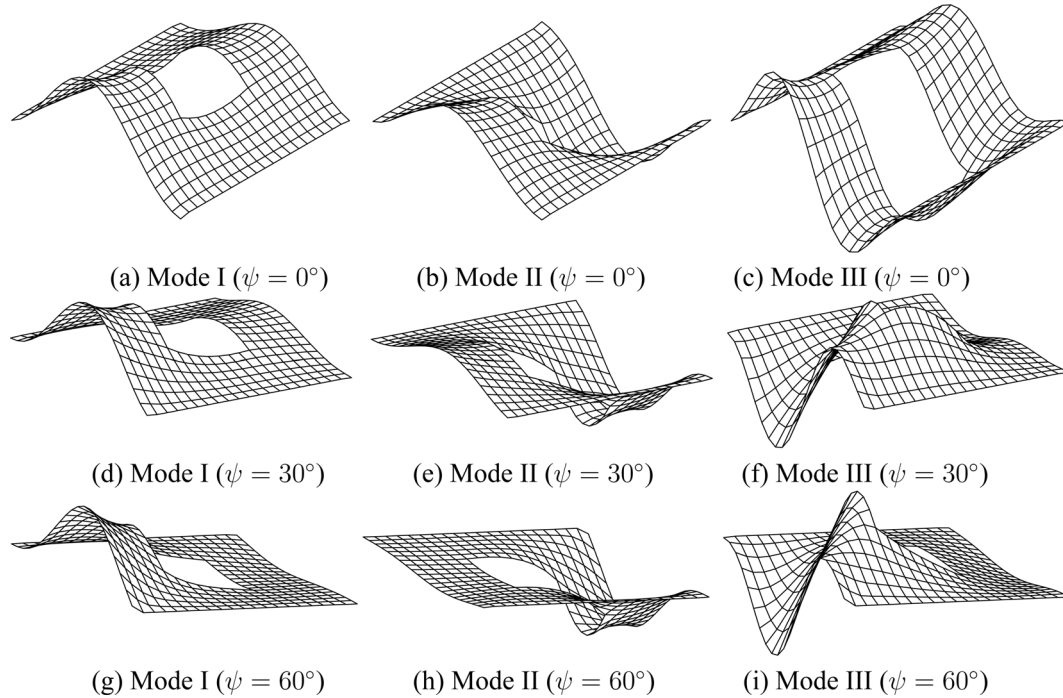 (a) Mode I (ψ = 0°)
(b) Mode II (ψ = 0°)
(c) Mode III (ψ = 0°)
(d) Mode I (ψ = 30°)
(e) Mode II (ψ = 30°)
(f) Mode III (ψ = 30°)
(g) Mode I (ψ = 60°)
(h) Mode II (ψ = 60°)
(i) Mode III (ψ = 60°)